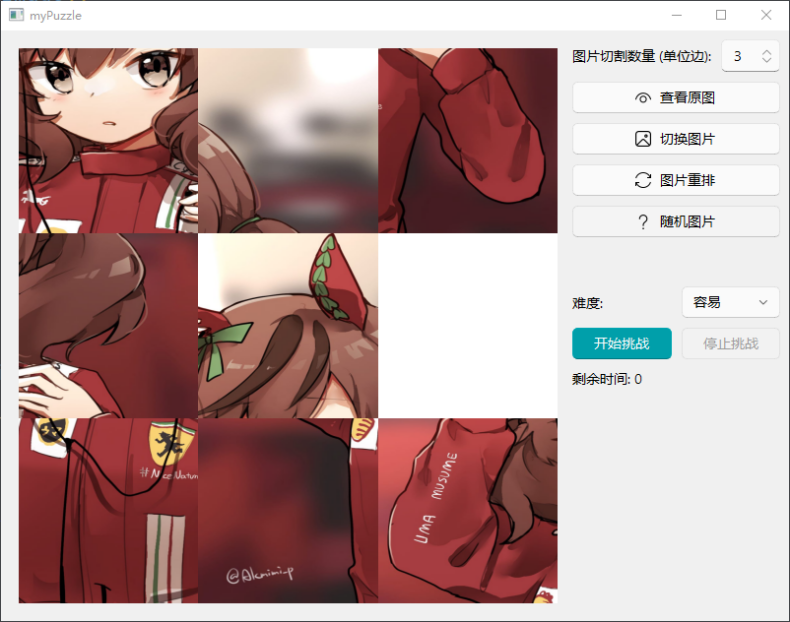 myPuzzle
图片切割数量 (单位边): 3
查看原图
切换图片
图片重排
随机图片
难度: 容易
开始挑战 停止挑战
剩余时间: 0
UMA MUSUME